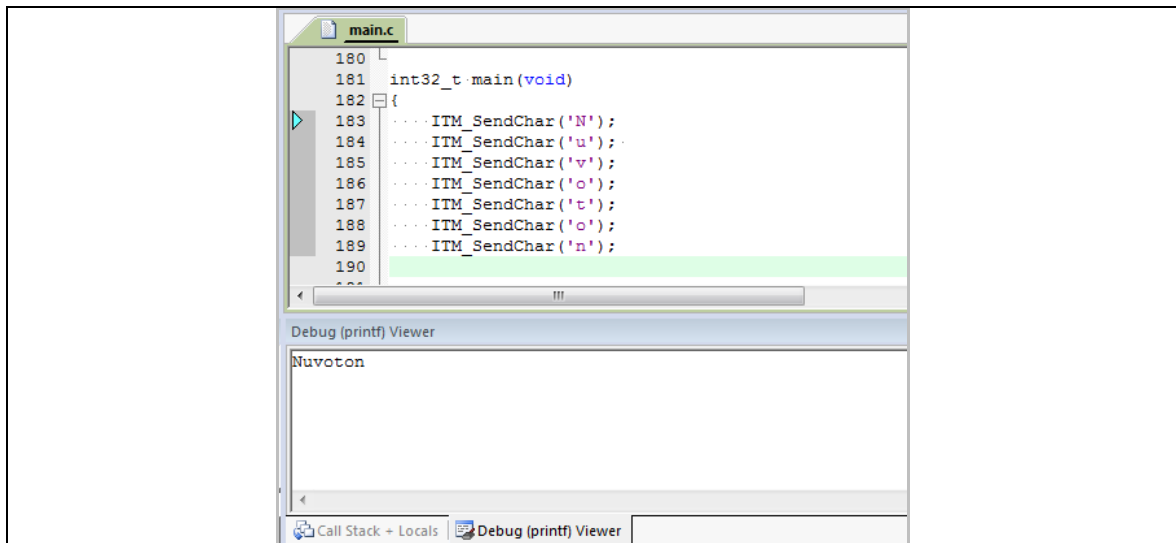 main.c
180
181 int32_t main(void)
182 {
183 ITM_SendChar('N');
184 ITM_SendChar('u');
185 ITM_SendChar('v');
186 ITM_SendChar('o');
187 ITM_SendChar('t');
188 ITM_SendChar('o');
189 ITM_SendChar('n');
190
Debug (printf) Viewer
Nuvoton
Call Stack + Locals Debug (printf) Viewer